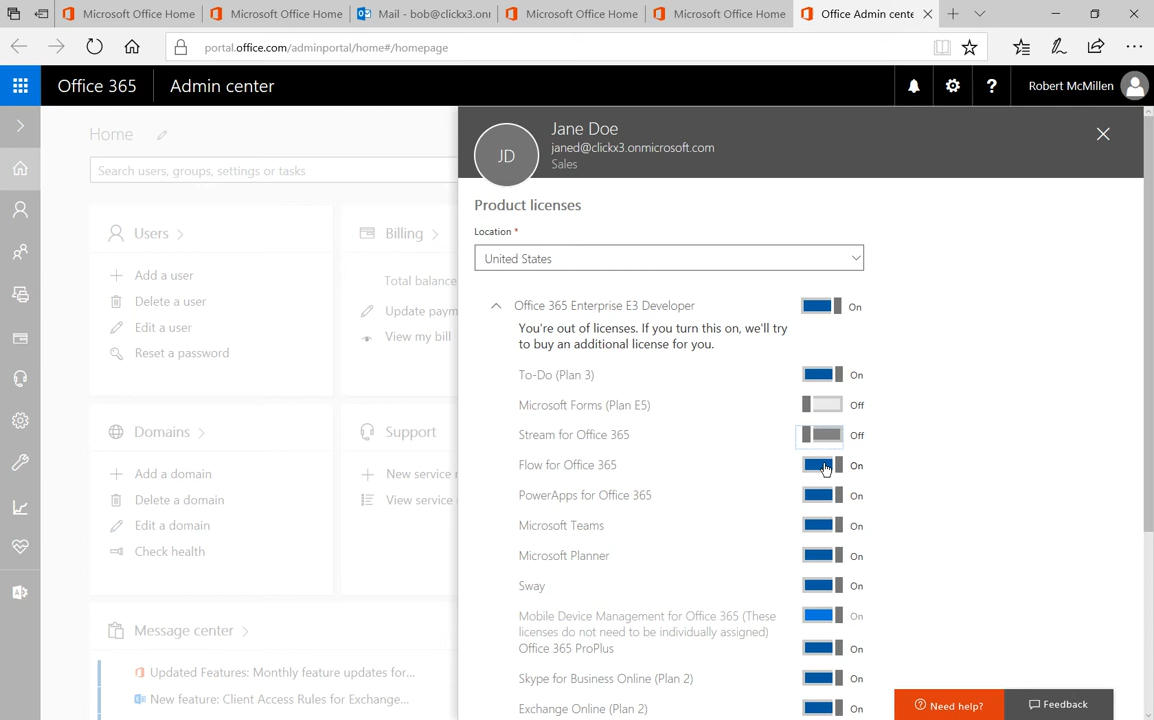 Microsoft Office Home
Microsoft Office Home
Mail - bob@clickx3.onr
Microsoft Office Home
Microsoft Office Home
Office Admin cente
portal.office.com/adminportal/home#/homepage
Office 365
Admin center
Robert McMillen
Home
Search users, groups, settings or tasks
Users
Add a user
Delete a user
Edit a user
Reset a password
Billing
Total balance
Update paym
View my bill
Domains
Add a domain
Delete a domain
Edit a domain
Check health
Support
New service r
View service
Message center
Updated Features: Monthly feature updates for...
New feature: Client Access Rules for Exchange...
JD
Jane Doe
janed@clickx3.onmicrosoft.com
Sales
Product licenses
Location *
United States
Office 365 Enterprise E3 Developer On
You're out of licenses. If you turn this on, we'll try
to buy an additional license for you.
To-Do (Plan 3) On
Microsoft Forms (Plan E5) Off
Stream for Office 365 Off
Flow for Office 365 On
PowerApps for Office 365 On
Microsoft Teams On
Microsoft Planner On
Sway On
Mobile Device Management for Office 365 (These On
licenses do not need to be individually assigned)
Office 365 ProPlus On
Skype for Business Online (Plan 2) On
Exchange Online (Plan 2) On
Need help?
Feedback